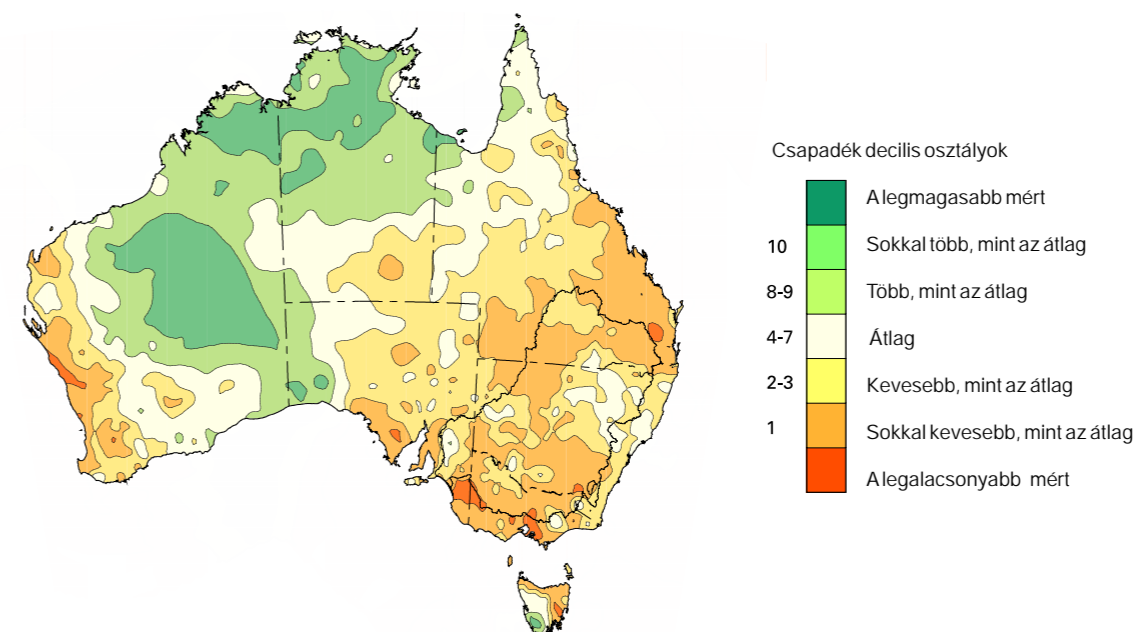 Csapadék decilis osztályok
A legmagasabb mért
10 Sokkal több, mint az átlag
8-9 Több, mint az átlag
4-7 Átlag
2-3 Kevesebb, mint az átlag
1 Sokkal kevesebb, mint az átlag
A legalacsonyabb mért